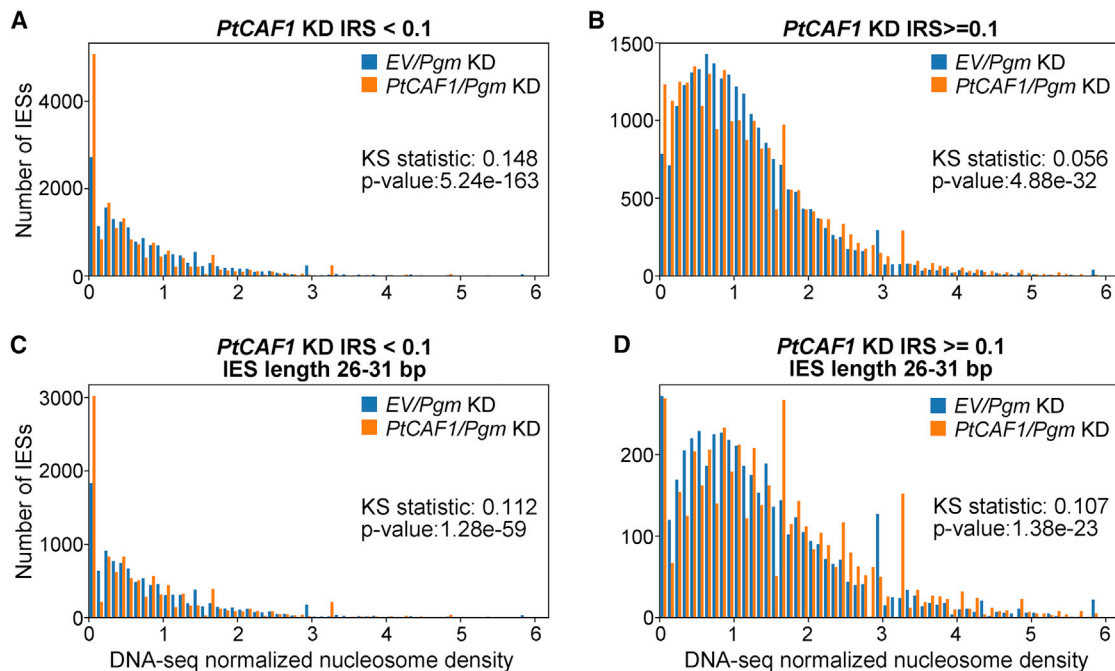 A
PtCAF1 KD IRS < 0.1
EV/Pgm KD
PtCAF1/Pgm KD
KS statistic: 0.148
p-value:5.24e-163
Number of IESs
4000
2000
0
0 1 2 3 4 5 6
B
PtCAF1 KD IRS>=0.1
EV/Pgm KD
PtCAF1/Pgm KD
KS statistic: 0.056
p-value:4.88e-32
1500
1000
500
0
0 1 2 3 4 5 6
C
PtCAF1 KD IRS < 0.1
IES length 26-31 bp
EV/Pgm KD
PtCAF1/Pgm KD
KS statistic: 0.112
p-value:1.28e-59
Number of IESs
3000
2000
1000
0
0 1 2 3 4 5 6
DNA-seq normalized nucleosome density
D
PtCAF1 KD IRS >= 0.1
IES length 26-31 bp
EV/Pgm KD
PtCAF1/Pgm KD
KS statistic: 0.107
p-value:1.38e-23
200
100
0
0 1 2 3 4 5 6
DNA-seq normalized nucleosome density